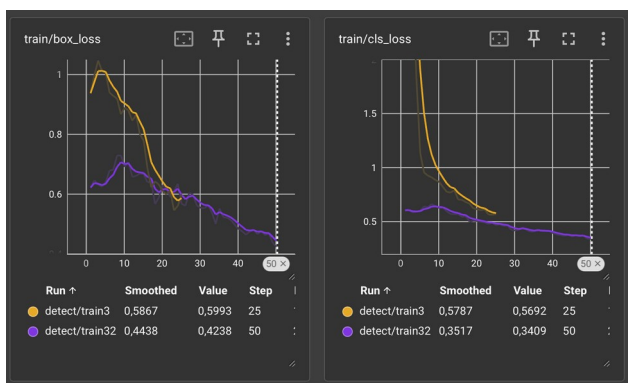 train/box_loss
1
0.8
0.6
0 10 20 30 40 50 ×
Run ↑ Smoothed Value Step
detect/train3 0,5867 0,5993 25
detect/train32 0,4438 0,4238 50
train/cls_loss
1.5
1
0.5
0 10 20 30 40 50 ×
Run ↑ Smoothed Value Step
detect/train3 0,5787 0,5692 25
detect/train32 0,3517 0,3409 50